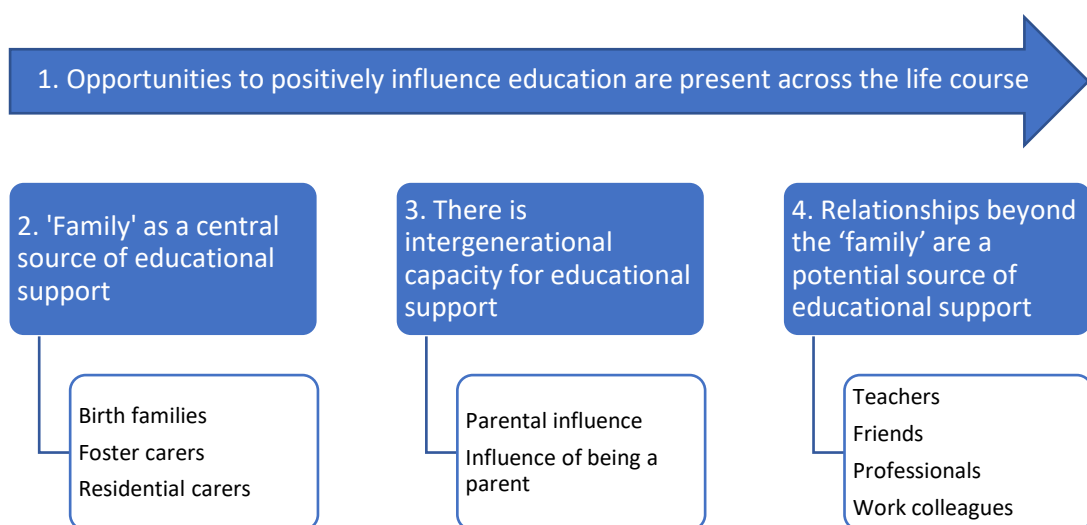 1. Opportunities to positively influence education are present across the life course
2. 'Family' as a central
source of educational
support
Birth families
Foster carers
Residential carers
3. There is
intergenerational
capacity for educational
support
Parental influence
Influence of being a
parent
4. Relationships beyond
the ‘family’ are a
potential source of
educational support
Teachers
Friends
Professionals
Work colleagues